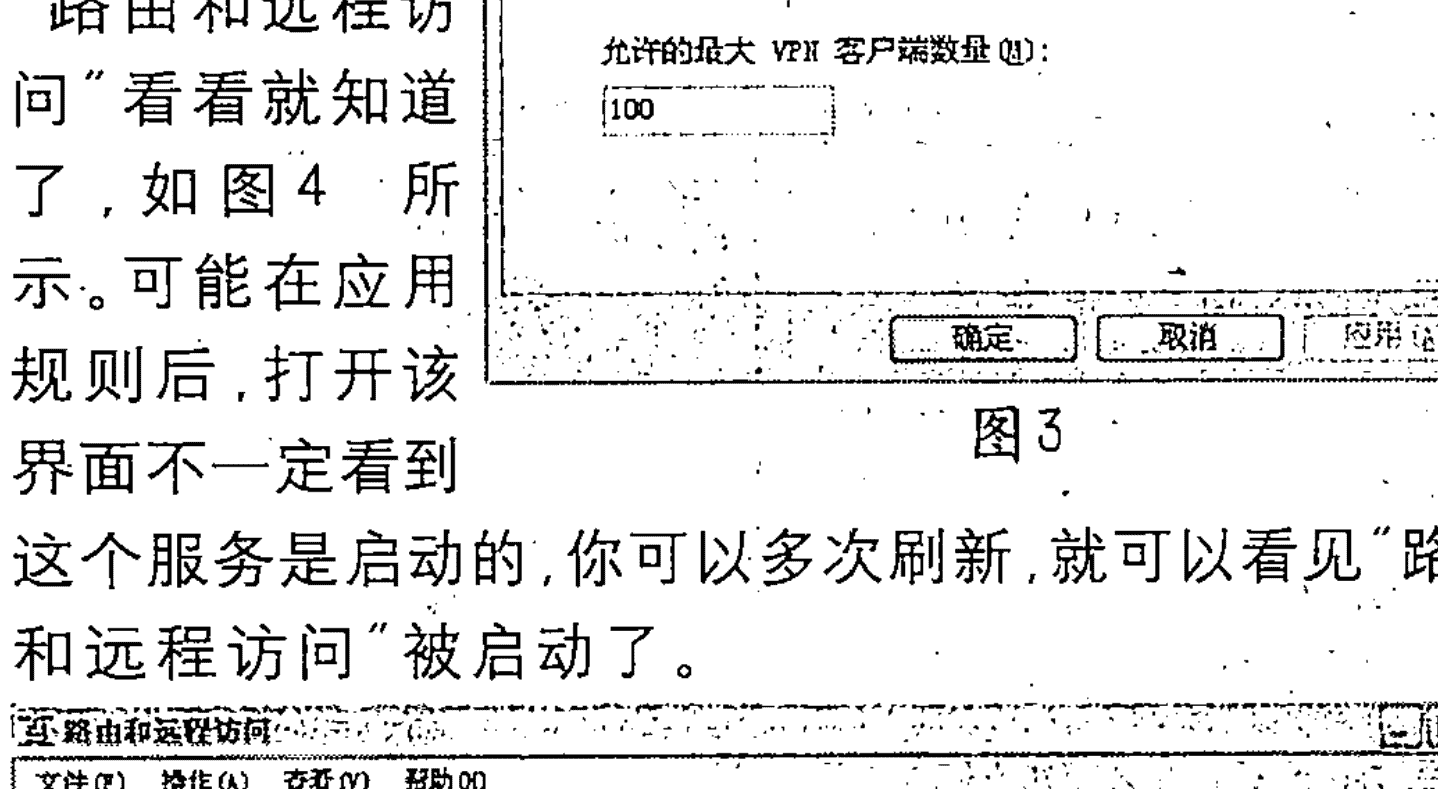 路由和远程访
问"看看就知道
了,如图4 所
示。可能在应用
规则后,打开该
界面不一定看到
允许的最大 VPN 客户端数量(M):
100
确定
取消
应用(A
图3
这个服务是启动的,你可以多次刷新,就可以看见"路
和远程访问"被启动了。
路由和远程访问
文件(F) 操作(A) 查看(V) 帮助(H)